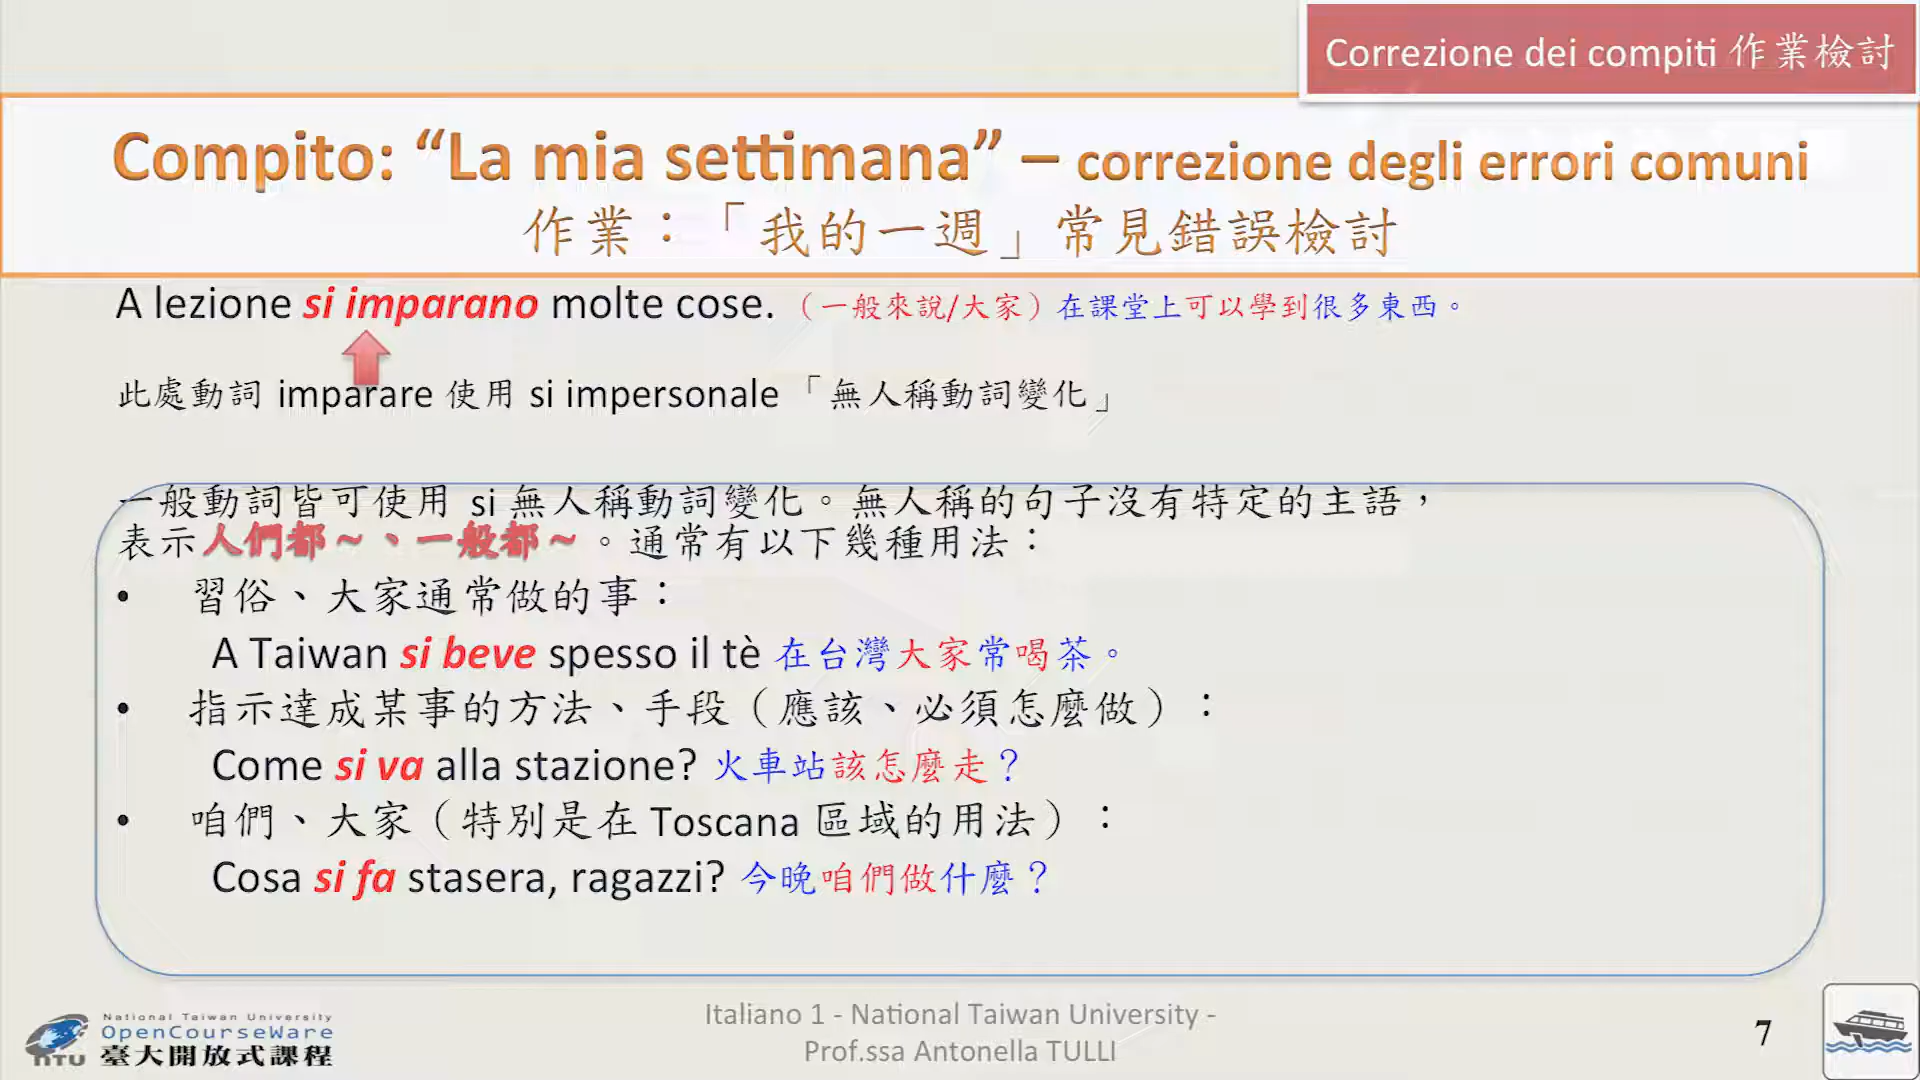 Correzione dei compiti 作業檢討
Compito: “La mia settimana” – correzione degli errori comuni
作業：「我的一週」常見錯誤檢討
A lezione si imparano molte cose. （一般來說/大家）在課堂上可以學到很多東西。
此處動詞 imparare 使用 si impersonale 「無人稱動詞變化」
一般動詞皆可使用 si 無人稱動詞變化。無人稱的句子沒有特定的主語，
表示人們都～、一般都～。通常有以下幾種用法：
• 習俗、大家通常做的事：
A Taiwan si beve spesso il tè 在台灣大家常喝茶。
• 指示達成某事的方法、手段（應該、必須怎麼做）：
Come si va alla stazione? 火車站該怎麼走？
• 咱們、大家（特別是在 Toscana 區域的用法）：
Cosa si fa stasera, ragazzi? 今晚咱們做什麼？
National Taiwan University
OpenCourseWare
NTU 臺大開放式課程
Italiano 1 - National Taiwan University -
Prof.ssa Antonella TULLI
7